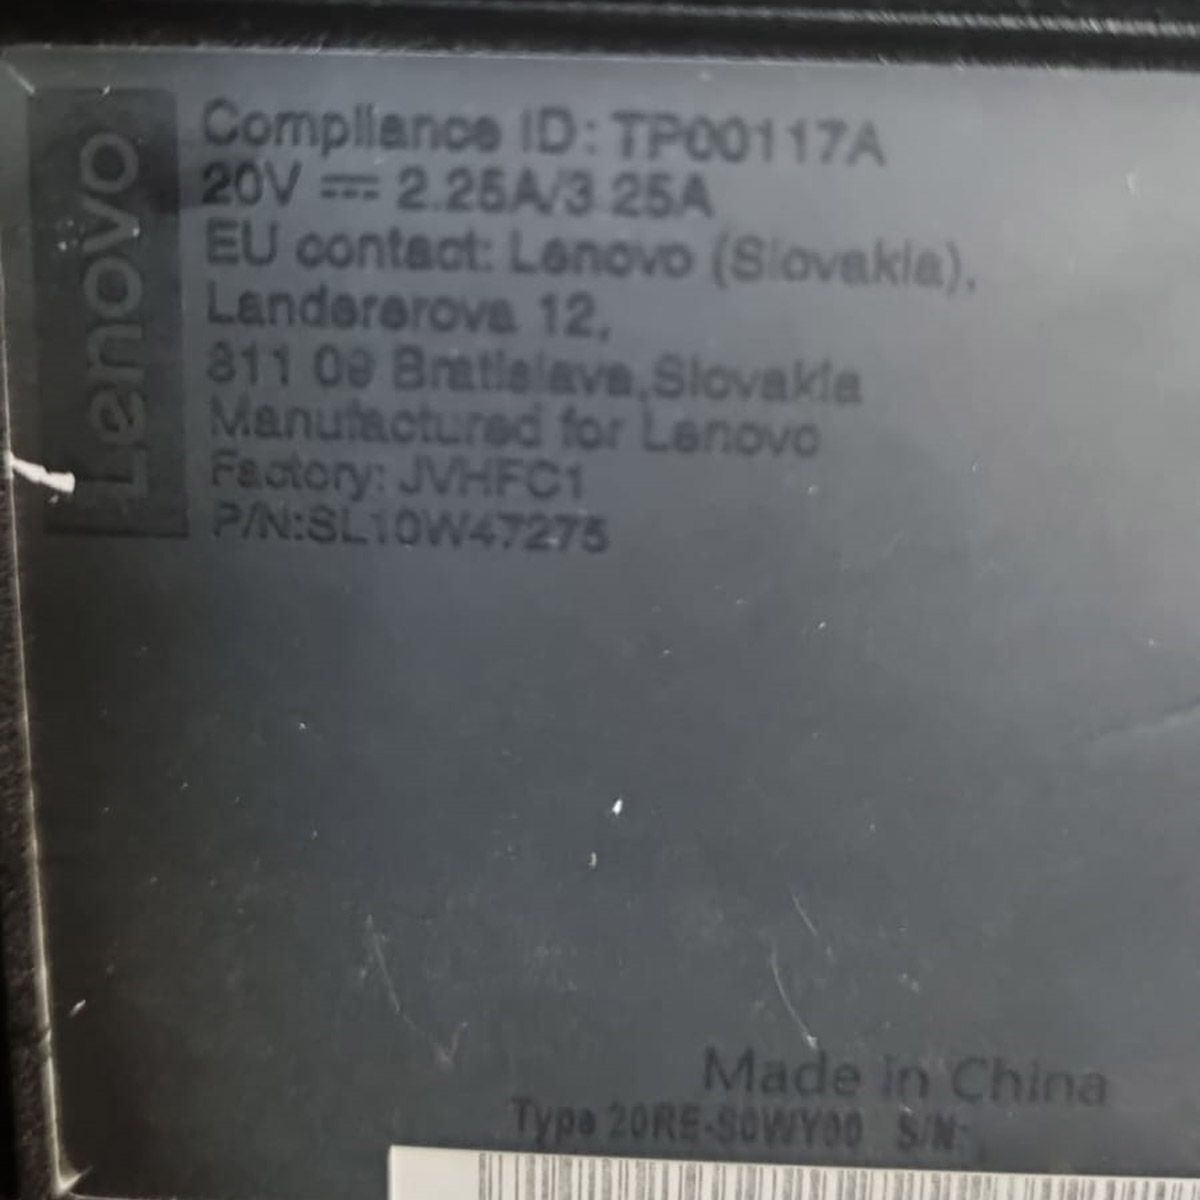 Lenovo
Compliance ID: TP00117A
20V ⎓ 2.25A/3.25A
EU contact: Lenovo (Slovakia),
Landererova 12,
811 09 Bratislava,Slovakia
Manufactured for Lenovo
Factory: JVHFC1
P/N:SL10W47275
Made in China
Type 20RE-S0WY00 S/N